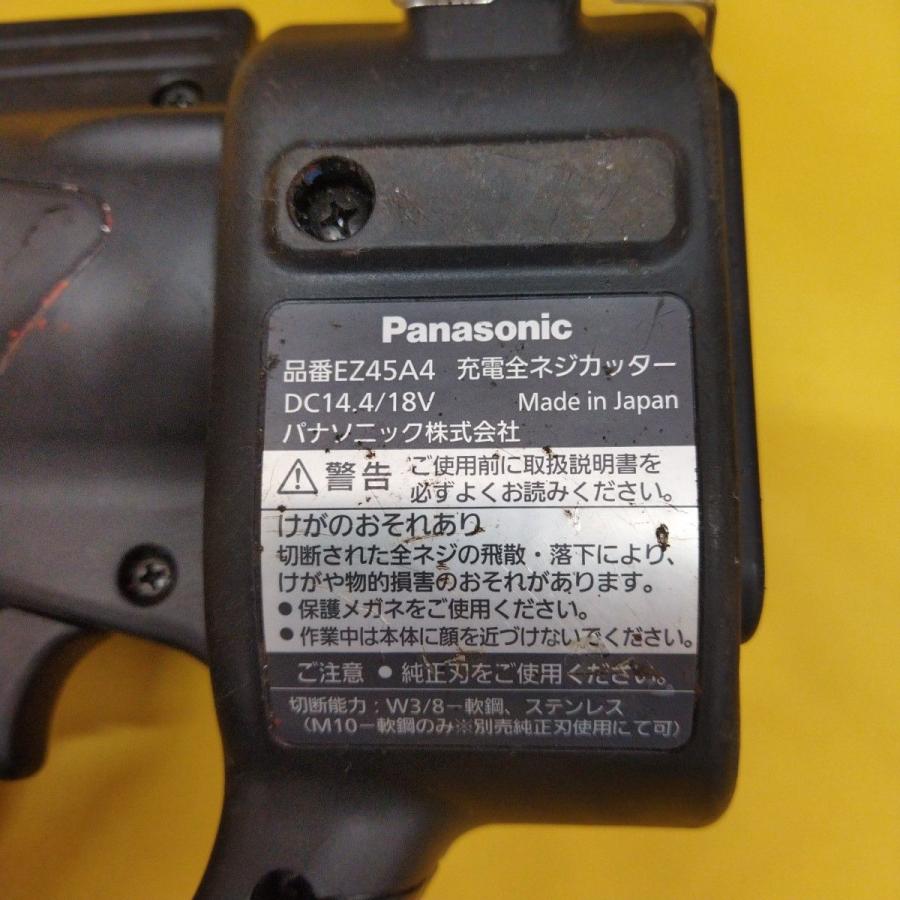 Panasonic
品番EZ45A4 充電全ネジカッター
DC14.4/18V Made in Japan
パナソニック株式会社
警告 ご使用前に取扱説明書を
必ずよくお読みください。
けがのおそれあり
切断された全ネジの飛散・落下により、
けがや物的損害のおそれがあります。
●保護メガネをご使用ください。
●作業中は本体に顔を近づけないでください。
ご注意 ●純正刃をご使用ください。
切断能力：W3/8－軟鋼、ステンレス
（M10－軟鋼のみ※別売純正刃使用にて可）